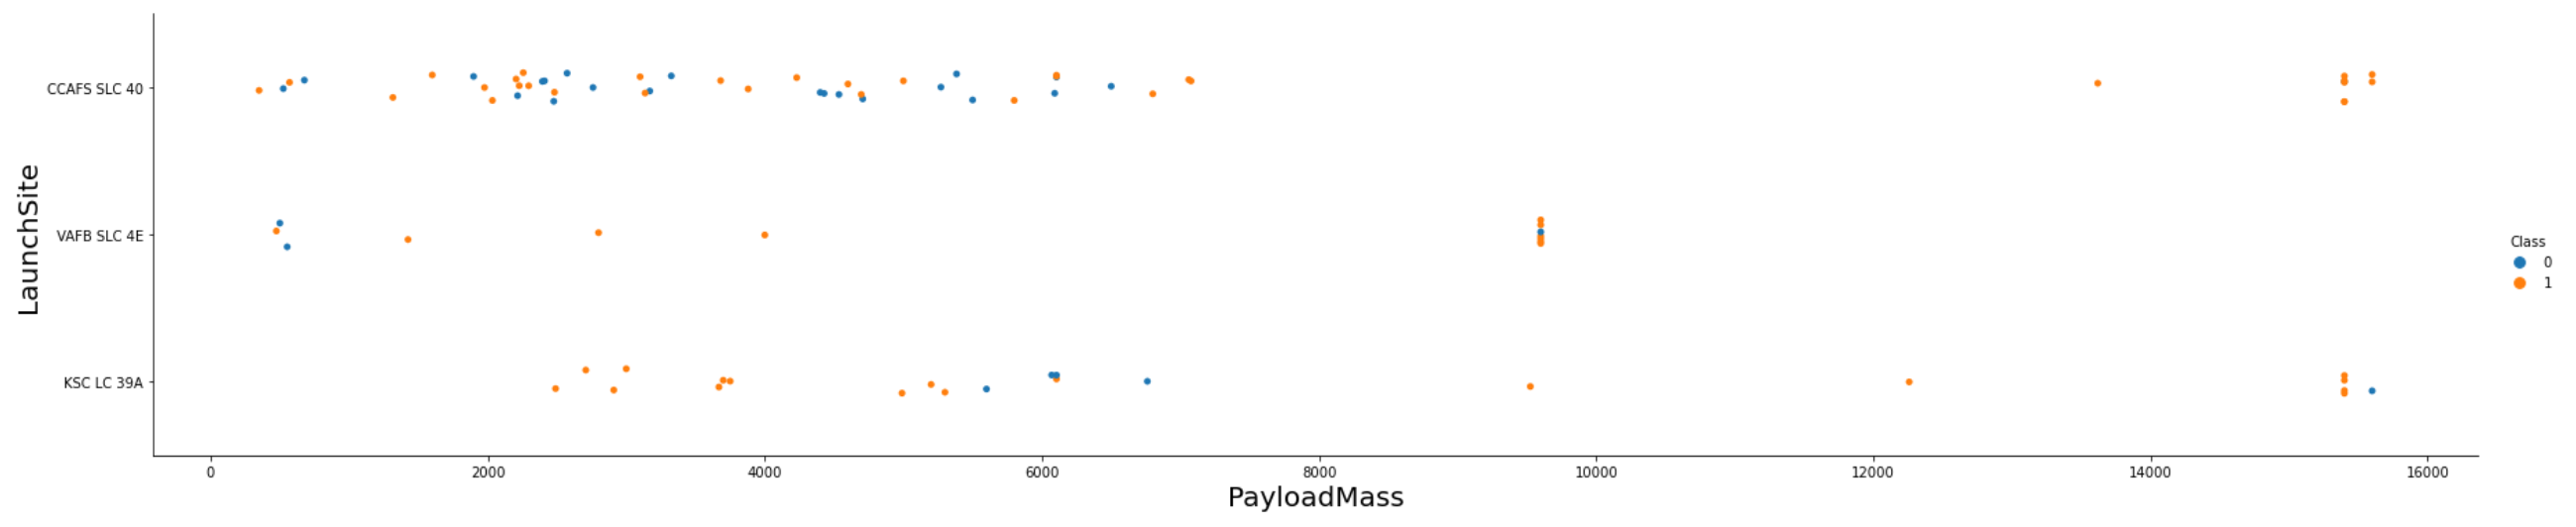 LaunchSite
CCAFS SLC 40
VAFB SLC 4E
KSC LC 39A
0 2000 4000 6000 8000 10000 12000 14000 16000
PayloadMass
Class
0
1